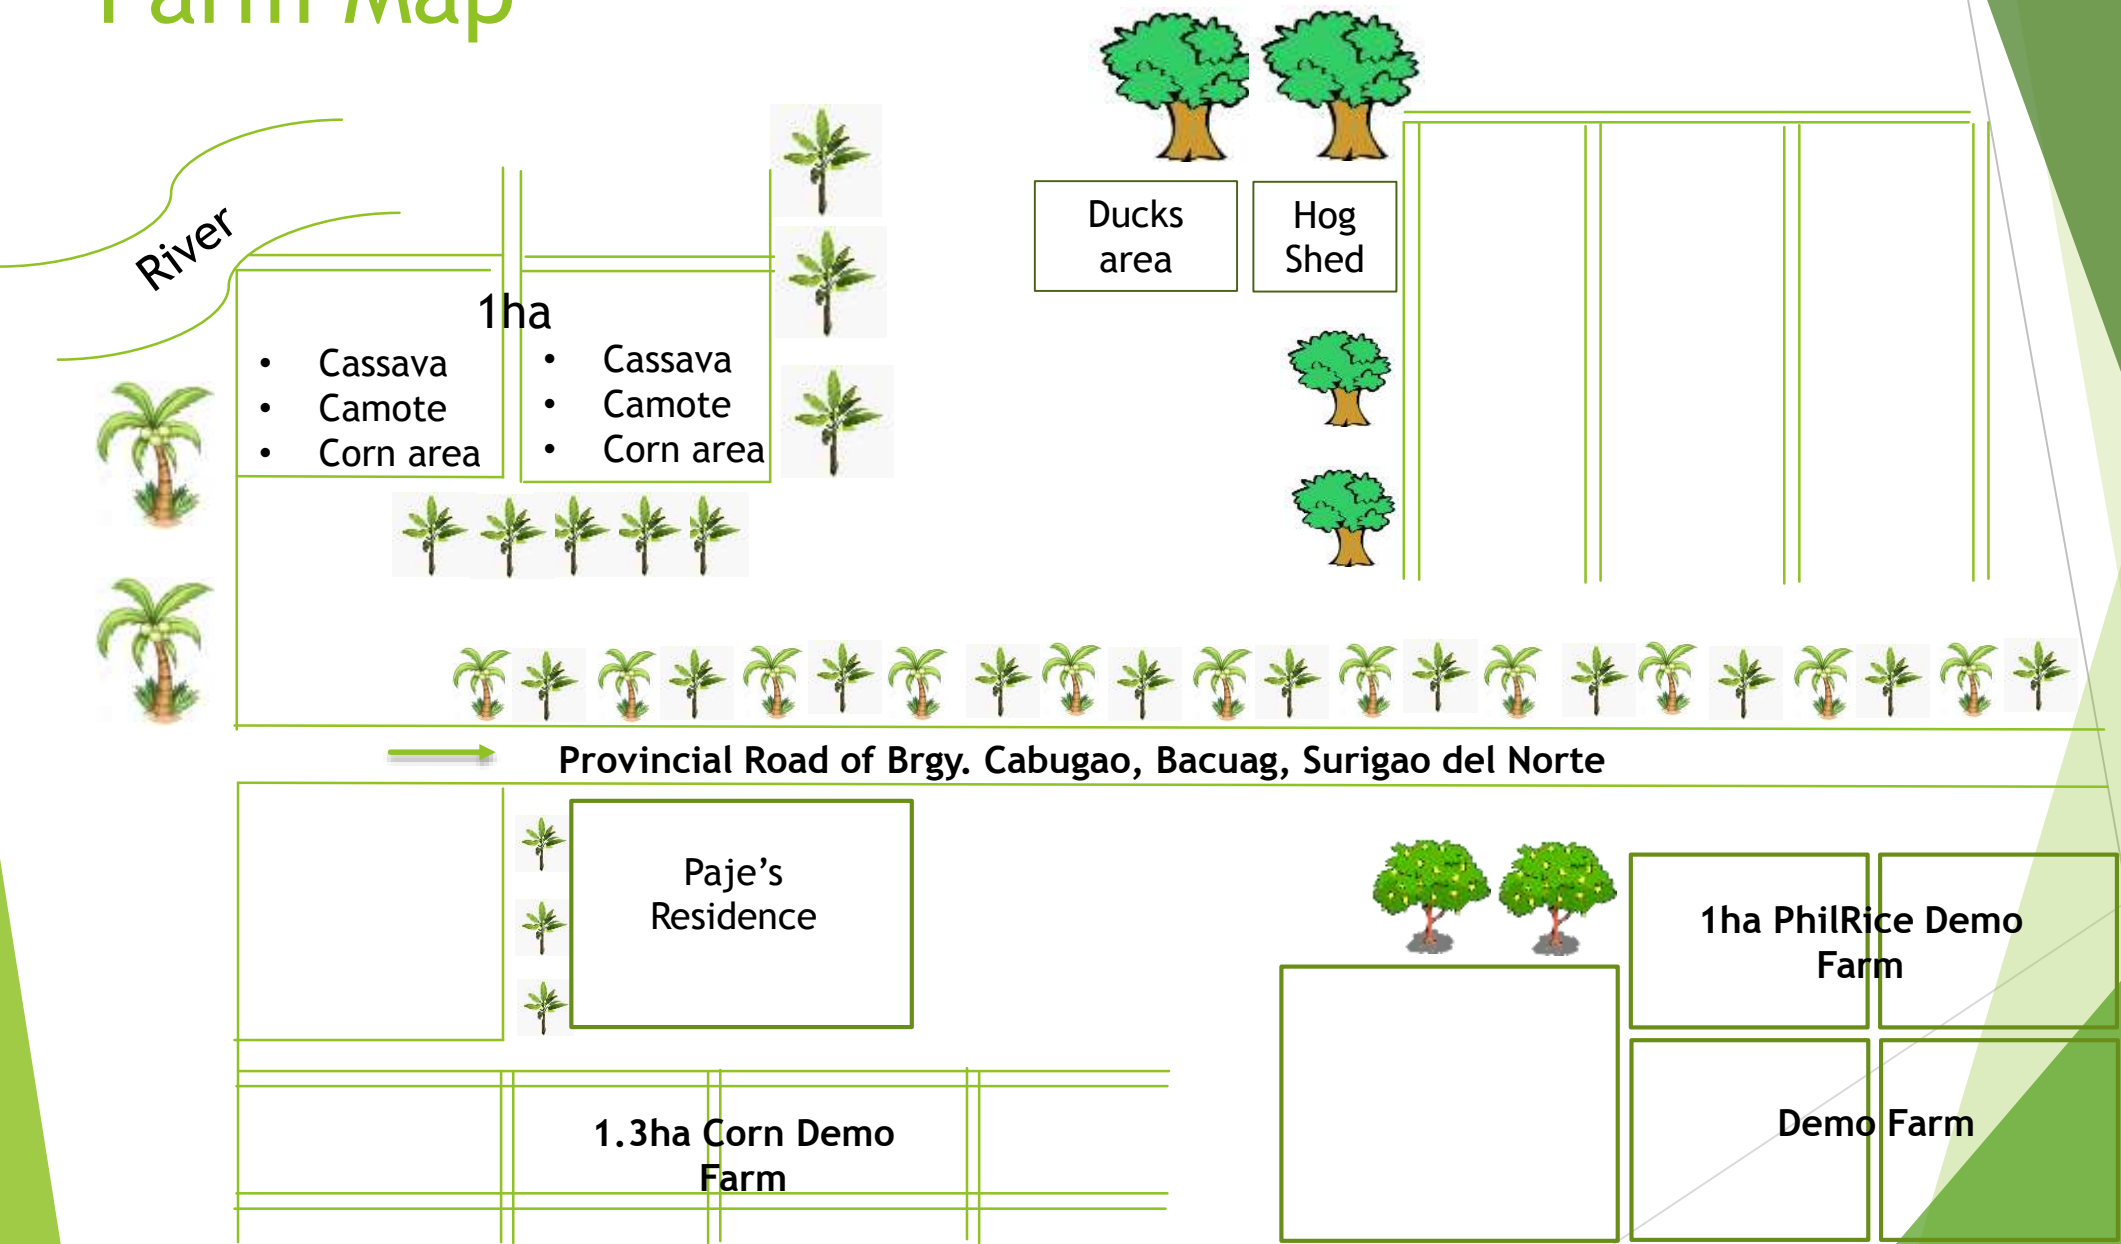 Farm Map
River
Ducks
area
Hog
Shed
1ha
• Cassava
• Camote
• Corn area
• Cassava
• Camote
• Corn area
Provincial Road of Brgy. Cabugao, Bacuag, Surigao del Norte
Paje’s
Residence
1ha PhilRice Demo
Farm
1.3ha Corn Demo
Farm
Demo Farm